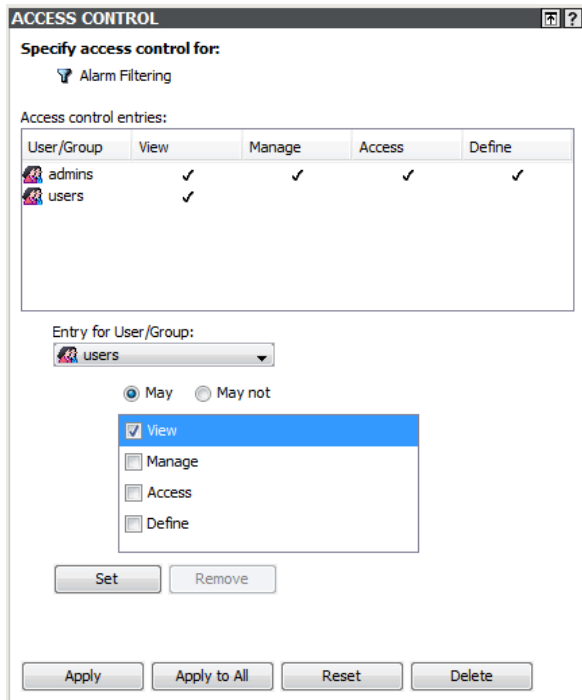 ACCESS CONTROL ?
Specify access control for:
Alarm Filtering
Access control entries:
User/Group View Manage Access Define
admins ✓ ✓ ✓ ✓
users ✓
Entry for User/Group:
users
May May not
View
Manage
Access
Define
Set Remove
Apply Apply to All Reset Delete